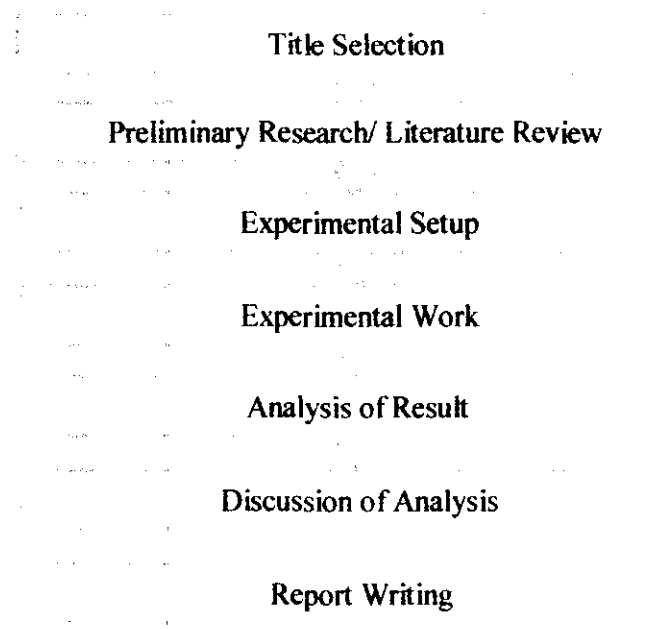 Title Selection
Preliminary Research/ Literature Review
Experimental Setup
Experimental Work
Analysis of Result
Discussion of Analysis
Report Writing